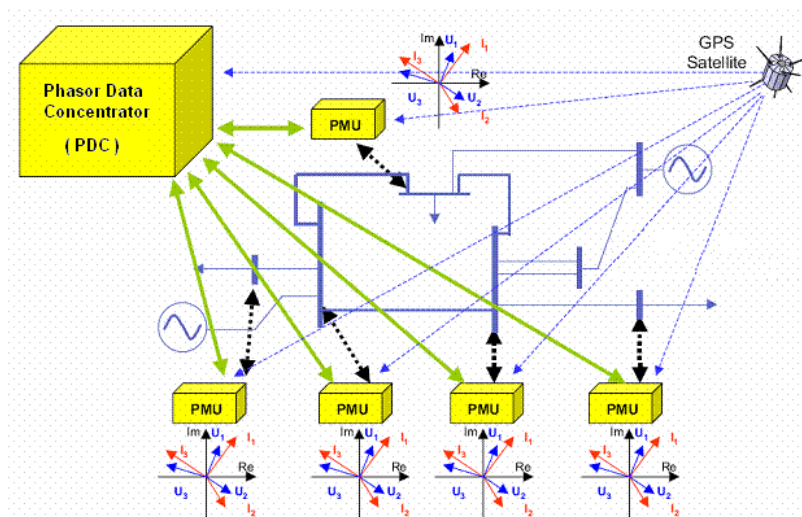 Phasor Data
Concentrator
( PDC )
Im
U1
I1
I3
Re
U3
U2
I2
GPS
Satellite
PMU
PMU
PMU
PMU
PMU
Im
U1
I1
I3
Re
U3
U2
I2
Im
U1
I1
I3
Re
U3
U2
I2
Im
U1
I1
I3
Re
U3
U2
I2
Im
U1
I1
I3
Re
U3
U2
I2